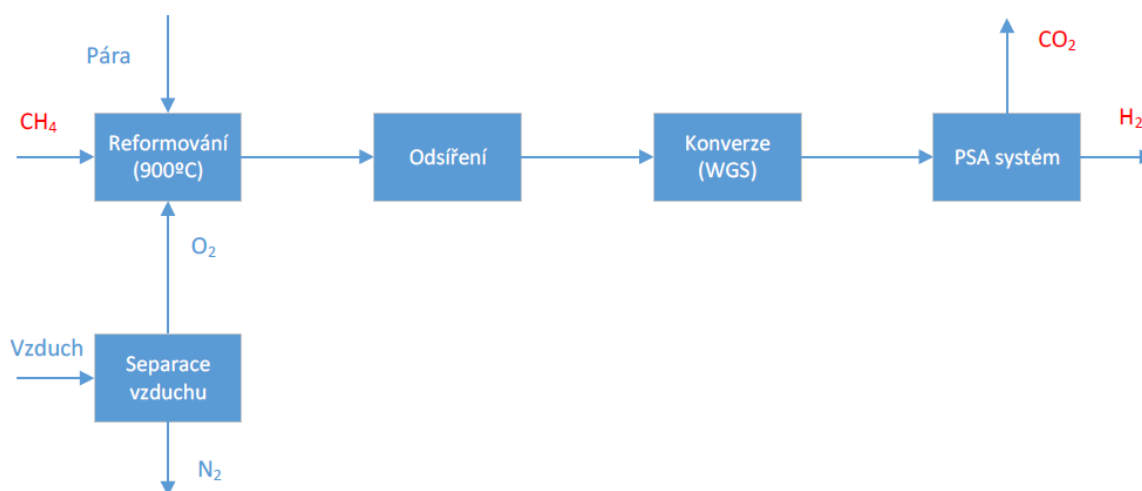 Pára
CO₂
CH₄
Reformování
(900ºC)
Odsíření
Konverze
(WGS)
PSA systém
H₂
O₂
Vzduch
Separace
vzduchu
N₂